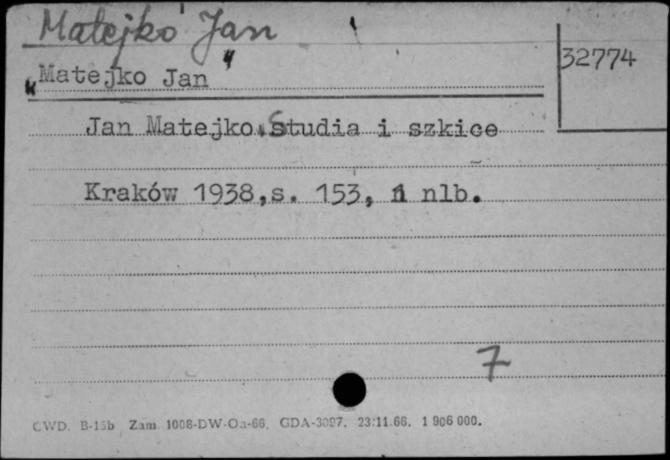 Matejko Jan
32774
"Matejko Jan"
Jan Matejko. Studia i szkice
Kraków 1938,s. 153, 1 nlb.
7
CWD. B-15b Zam. 1008-DW-Oa-66. GDA-3097. 23.11.66. 1 906 000.